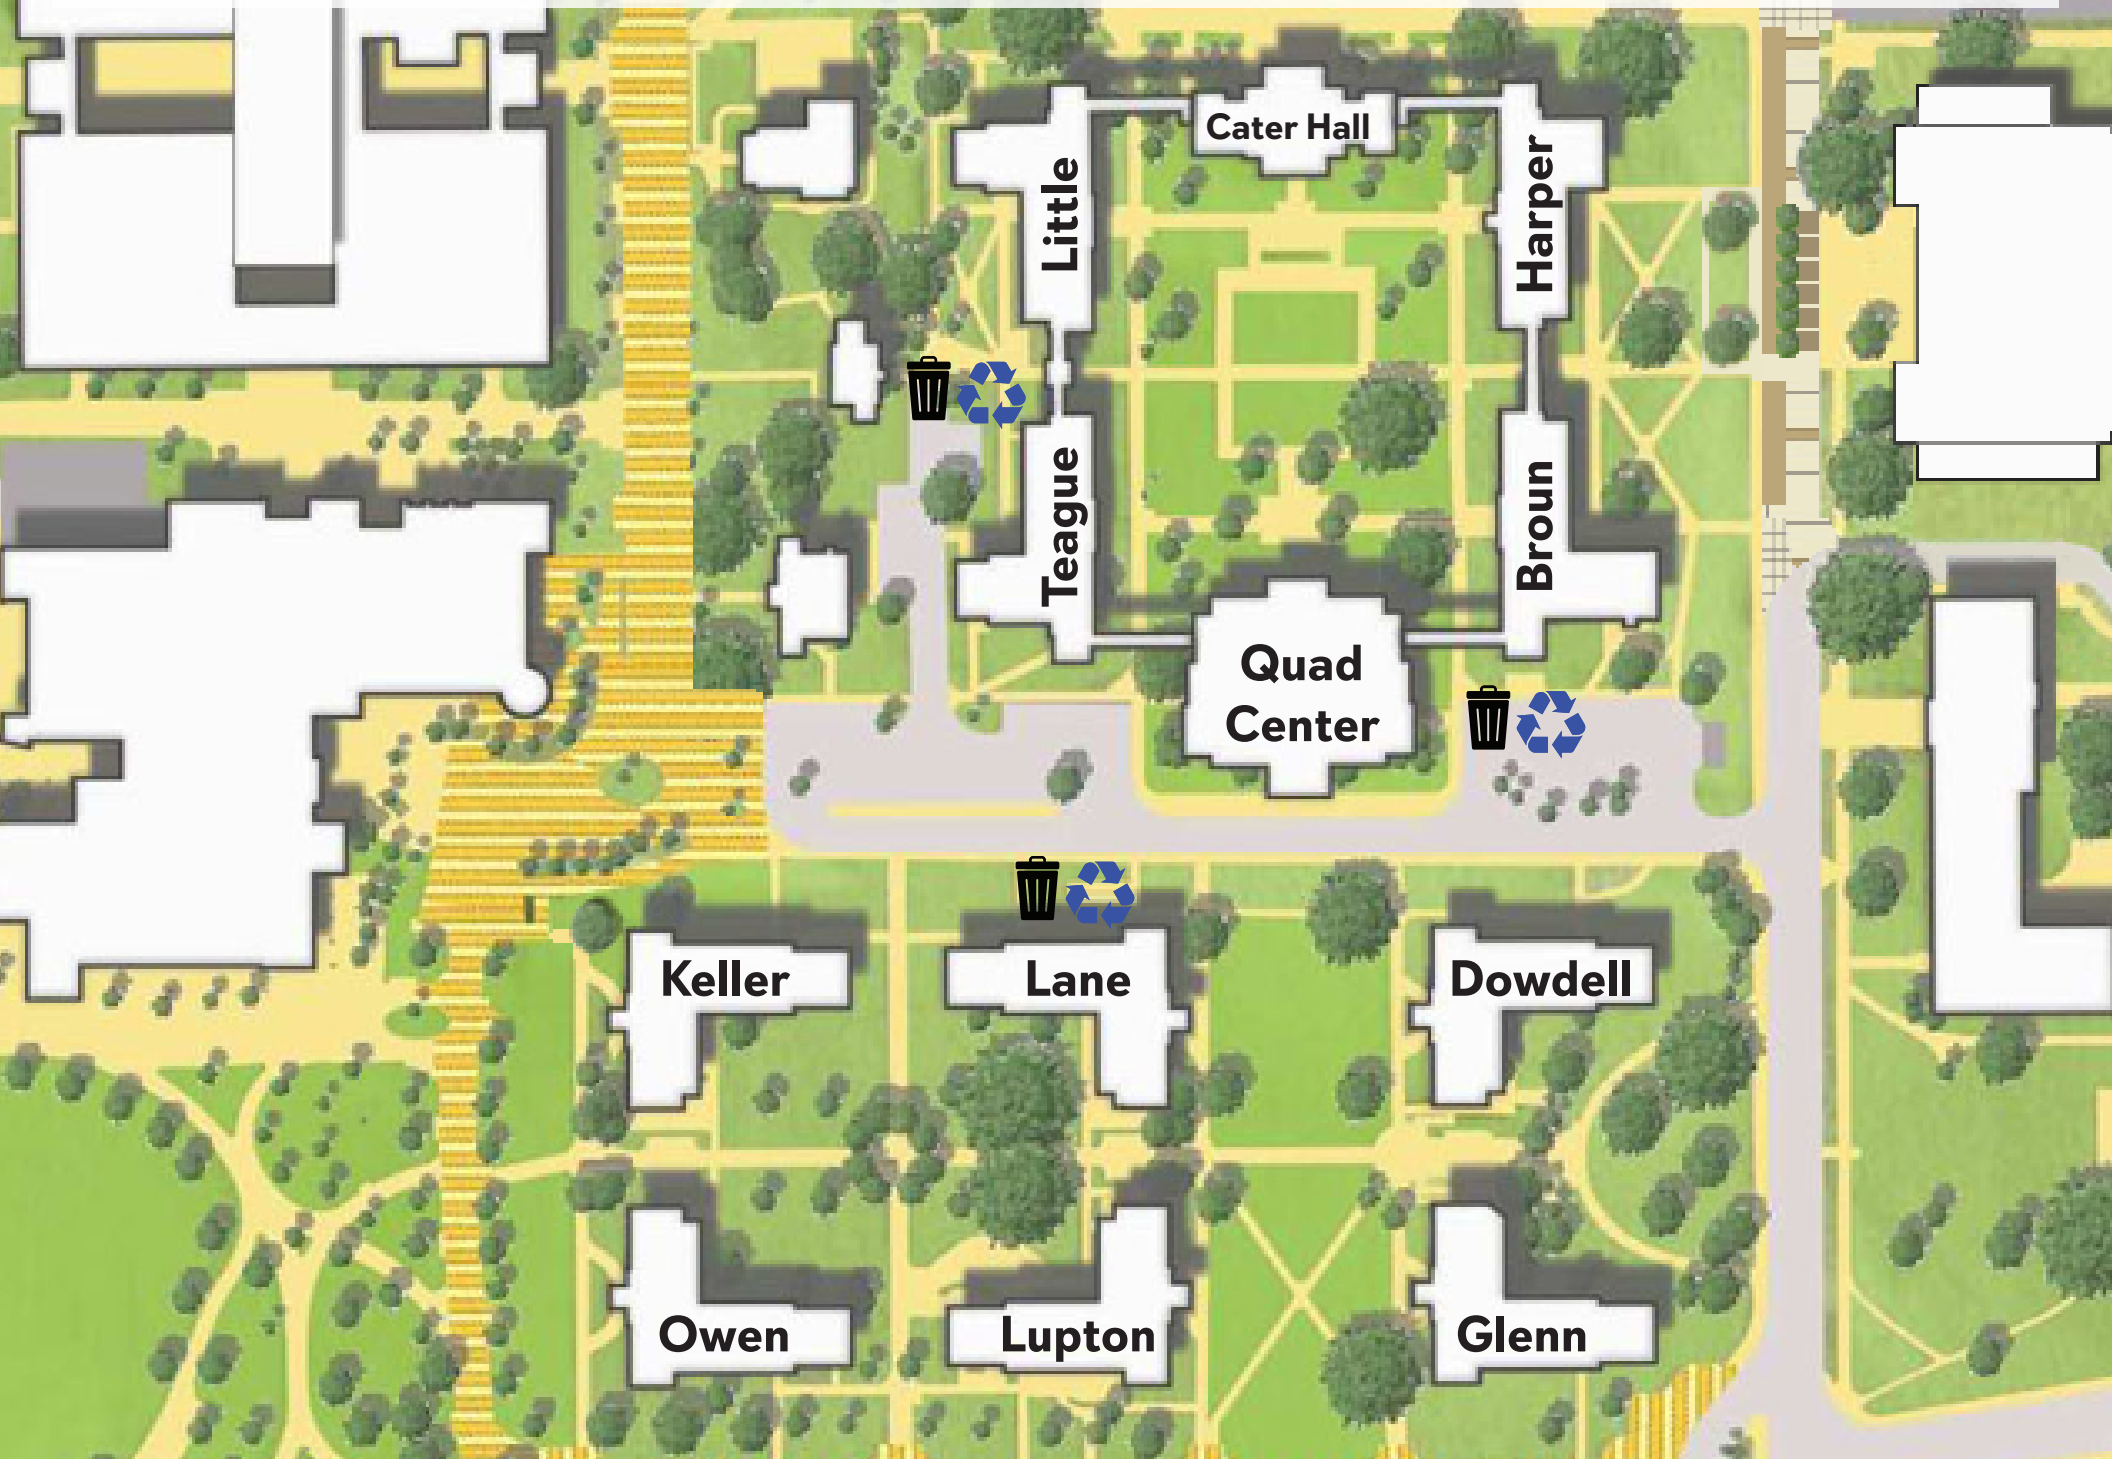 Cater Hall
Little
Harper
Teague
Broun
Quad
Center
Keller
Lane
Dowdell
Owen
Lupton
Glenn